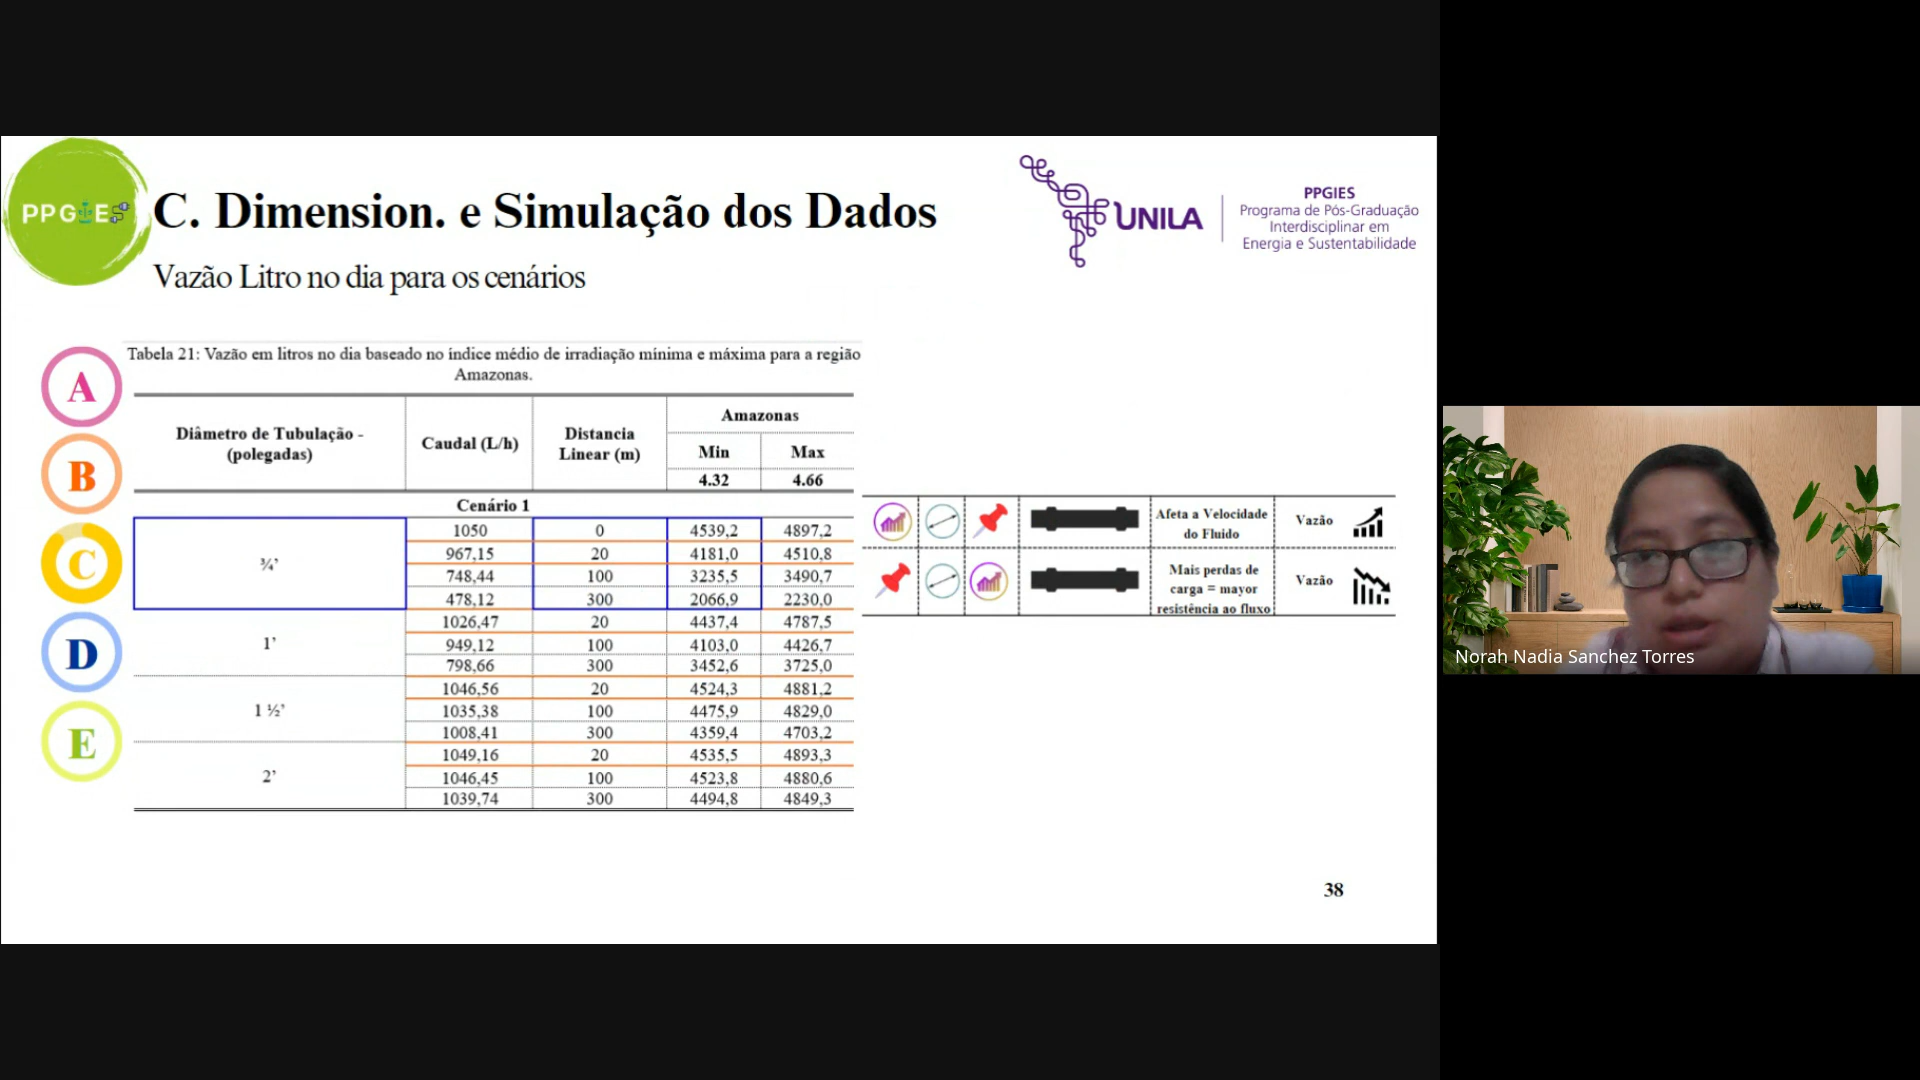 PPGIES
C. Dimension. e Simulação dos Dados
Vazão Litro no dia para os cenários
UNILA
PPGIES
Programa de Pós-Graduação
Interdisciplinar em
Energia e Sustentabilidade
A
B
C
D
E
Tabela 21: Vazão em litros no dia baseado no índice médio de irradiação mínima e máxima para a região
Amazonas.
Diâmetro de Tubulação -
(polegadas)
Caudal (L/h)
Distancia
Linear (m)
Amazonas
Min Max
4.32 4.66
Cenário 1
¾’
1050 0 4539,2 4897,2
967,15 20 4181,0 4510,8
748,44 100 3235,5 3490,7
478,12 300 2066,9 2230,0
1’
1026,47 20 4437,4 4787,5
949,12 100 4103,0 4426,7
798,66 300 3452,6 3725,0
1 ½’
1046,56 20 4524,3 4881,2
1035,38 100 4475,9 4829,0
1008,41 300 4359,4 4703,2
2’
1049,16 20 4535,5 4893,3
1046,45 100 4523,8 4880,6
1039,74 300 4494,8 4849,3
Afeta a Velocidade
do Fluido
Vazão
Mais perdas de
carga = mayor
resistência ao fluxo
Vazão
38
Norah Nadia Sanchez Torres